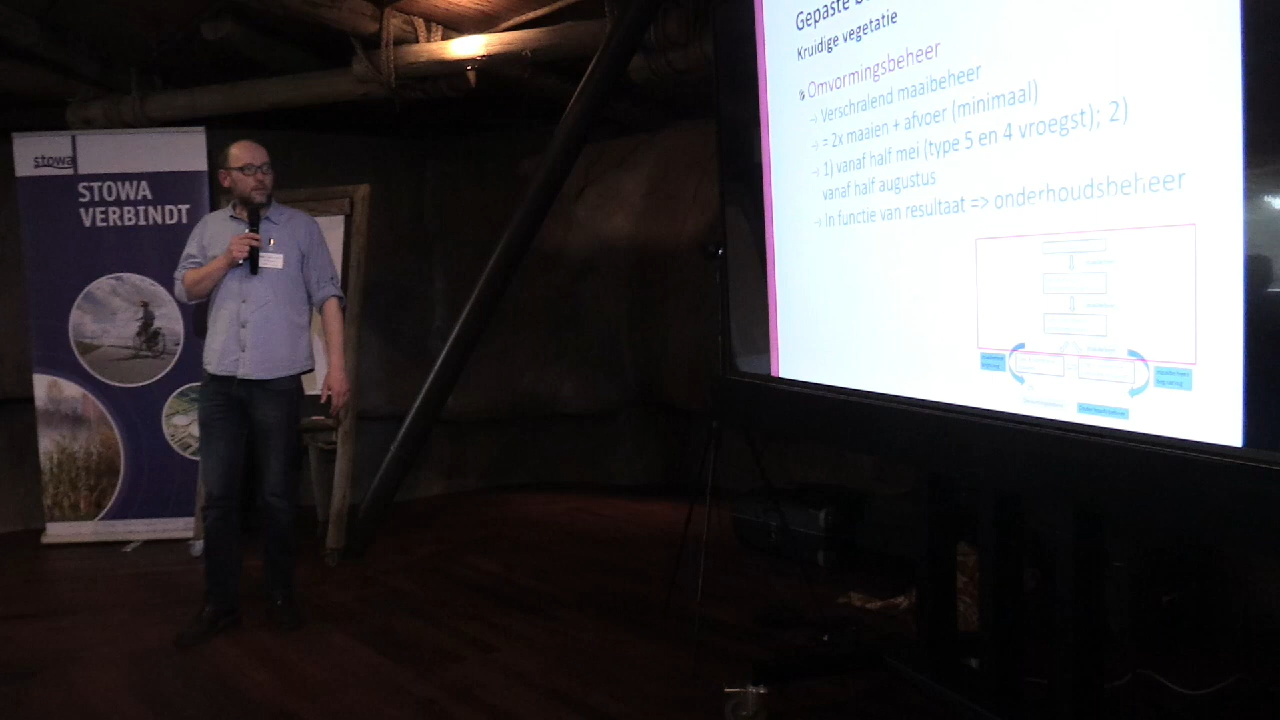 stowa
STOWA
VERBINDT
Gepaste
Kruidige vegetatie
Omvormingsbeheer
→ Verschralend maaibeheer
→ = 2x maaien + afvoer (minimaal)
→ 1) vanaf half mei (type 5 en 4 vroegst); 2)
vanaf half augustus
→ In functie van resultaat => onderhoudsbeheer